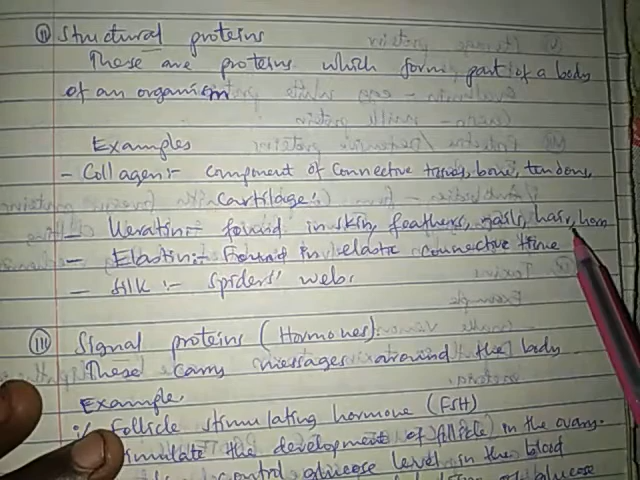 (ii) Structural proteins
These are proteins which form part of a body
of an organism
Examples
- Collagen:- component of connective tissues, bone, tendons,
cartilage.
- Keratin:- found in skin, feathers, nails, hair, horn
- Elastin:- found in elastic connective tissue
- Silk :- Spiders' web.
(iii) Signal proteins (Hormones)
These carry messages around the body
Example
i/ Follicle stimulating hormone (FSH)
the development of follicle in the ovary.
control glucose level in the blood
of glucose